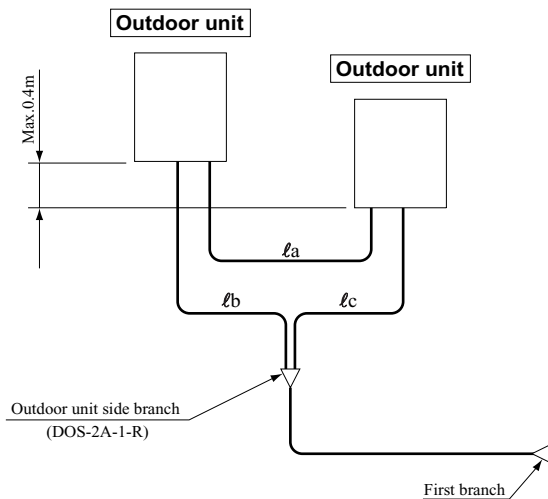 Outdoor unit
Outdoor unit
Max.0.4m
ℓa
ℓb
ℓc
Outdoor unit side branch
(DOS-2A-1-R)
First branch